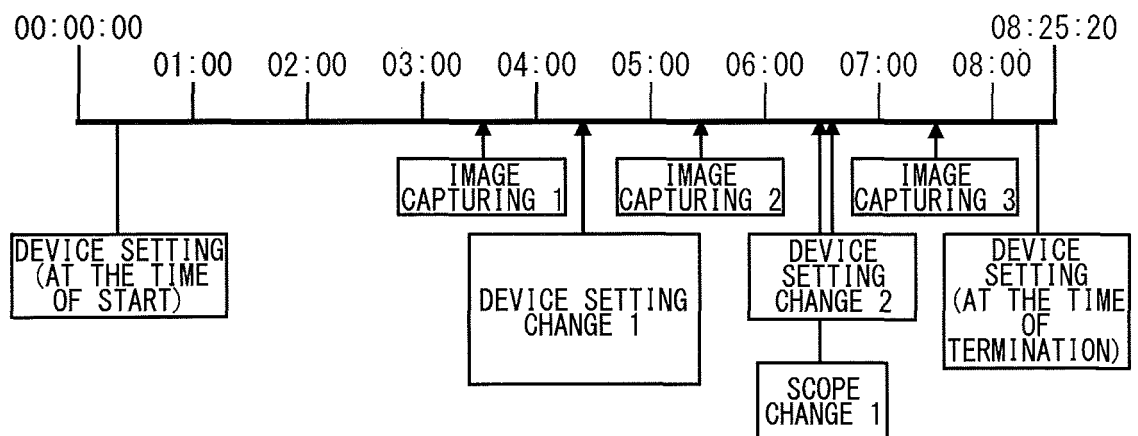 00:00:00
08:25:20
01:00
02:00
03:00
04:00
05:00
06:00
07:00
08:00
IMAGE
CAPTURING 1
IMAGE
CAPTURING 2
IMAGE
CAPTURING 3
DEVICE SETTING
(AT THE TIME
OF START)
DEVICE SETTING
CHANGE 1
DEVICE
SETTING
CHANGE 2
DEVICE
SETTING
(AT THE TIME
OF
TERMINATION)
SCOPE
CHANGE 1